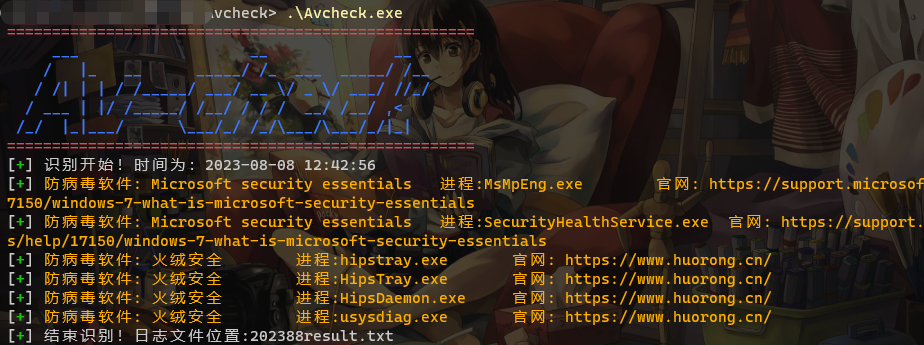 Avcheck> .\Avcheck.exe
====================================================
Av-check
====================================================
[+] 识别开始! 时间为: 2023-08-08 12:42:56
[+] 防病毒软件: Microsoft security essentials 进程:MsMpEng.exe 官网: https://support.microsof
7150/windows-7-what-is-microsoft-security-essentials
[+] 防病毒软件: Microsoft security essentials 进程:SecurityHealthService.exe 官网: https://support.
s/help/17150/windows-7-what-is-microsoft-security-essentials
[+] 防病毒软件: 火绒安全 进程:hipstray.exe 官网: https://www.huorong.cn/
[+] 防病毒软件: 火绒安全 进程:HipsTray.exe 官网: https://www.huorong.cn/
[+] 防病毒软件: 火绒安全 进程:HipsDaemon.exe 官网: https://www.huorong.cn/
[+] 防病毒软件: 火绒安全 进程:usysdiag.exe 官网: https://www.huorong.cn/
[+] 结束识别! 日志文件位置:202388result.txt